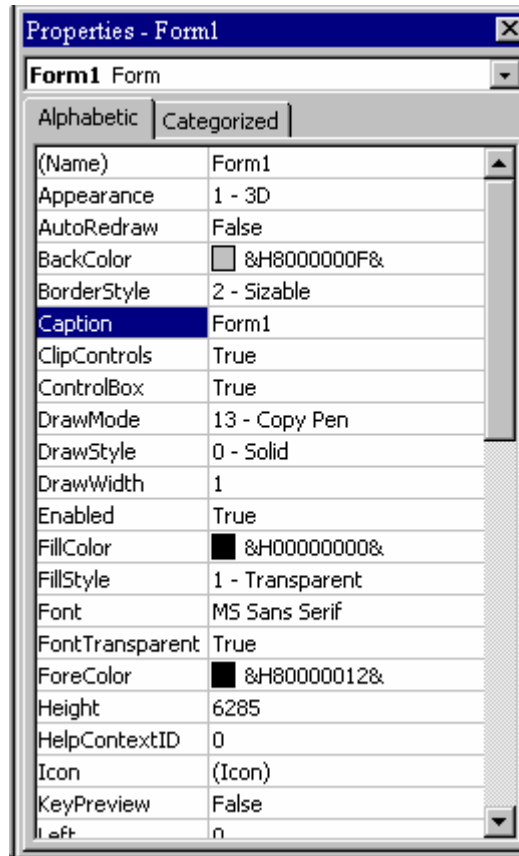 Properties - Form1
Form1 Form
Alphabetic Categorized
(Name) Form1
Appearance 1 - 3D
AutoRedraw False
BackColor &H8000000F&
BorderStyle 2 - Sizable
Caption Form1
ClipControls True
ControlBox True
DrawMode 13 - Copy Pen
DrawStyle 0 - Solid
DrawWidth 1
Enabled True
FillColor &H00000000&
FillStyle 1 - Transparent
Font MS Sans Serif
FontTransparent True
ForeColor &H80000012&
Height 6285
HelpContextID 0
Icon (Icon)
KeyPreview False
Left 0